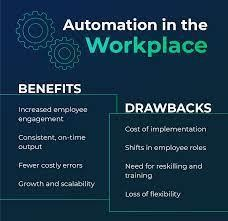 Automation in the
Workplace
BENEFITS
Increased employee
engagement
Consistent, on-time
output
Fewer costly errors
Growth and scalability
DRAWBACKS
Cost of implementation
Shifts in employee roles
Need for reskilling and
training
Loss of flexibility